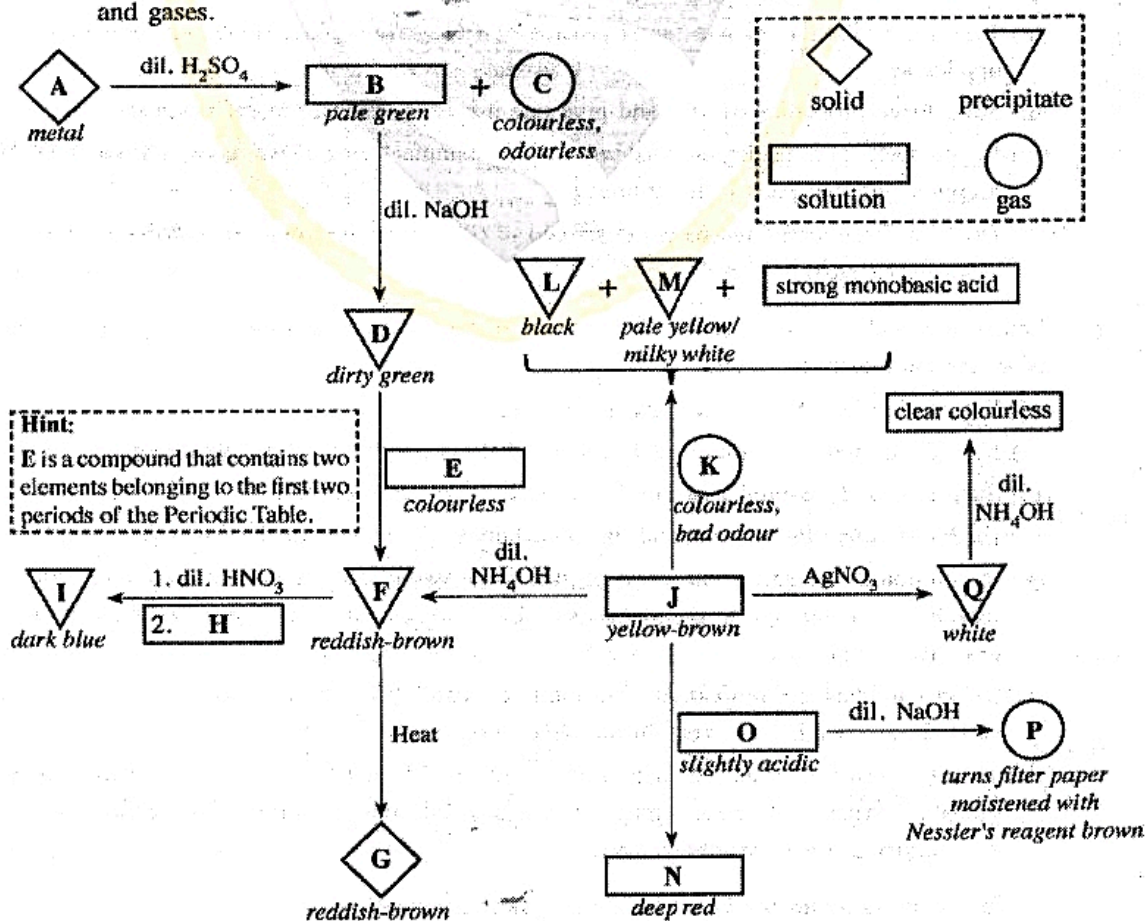 and gases.
A
dil. H₂SO₄
B
+
C
metal
pale green
colourless,
odourless
solid
precipitate
solution
gas
dil. NaOH
L
+
M
+
strong monobasic acid
black
pale yellow/
milky white
D
dirty green
clear colourless
Hint:
E is a compound that contains two
elements belonging to the first two
periods of the Periodic Table.
E
colourless
K
colourless,
bad odour
dil.
NH₄OH
I
1. dil. HNO₃
2. H
F
dil.
NH₄OH
J
AgNO₃
Q
dark blue
reddish-brown
yellow-brown
white
Heat
O
dil. NaOH
P
slightly acidic
turns filter paper
moistened with
Nessler's reagent brown
G
N
reddish-brown
deep red